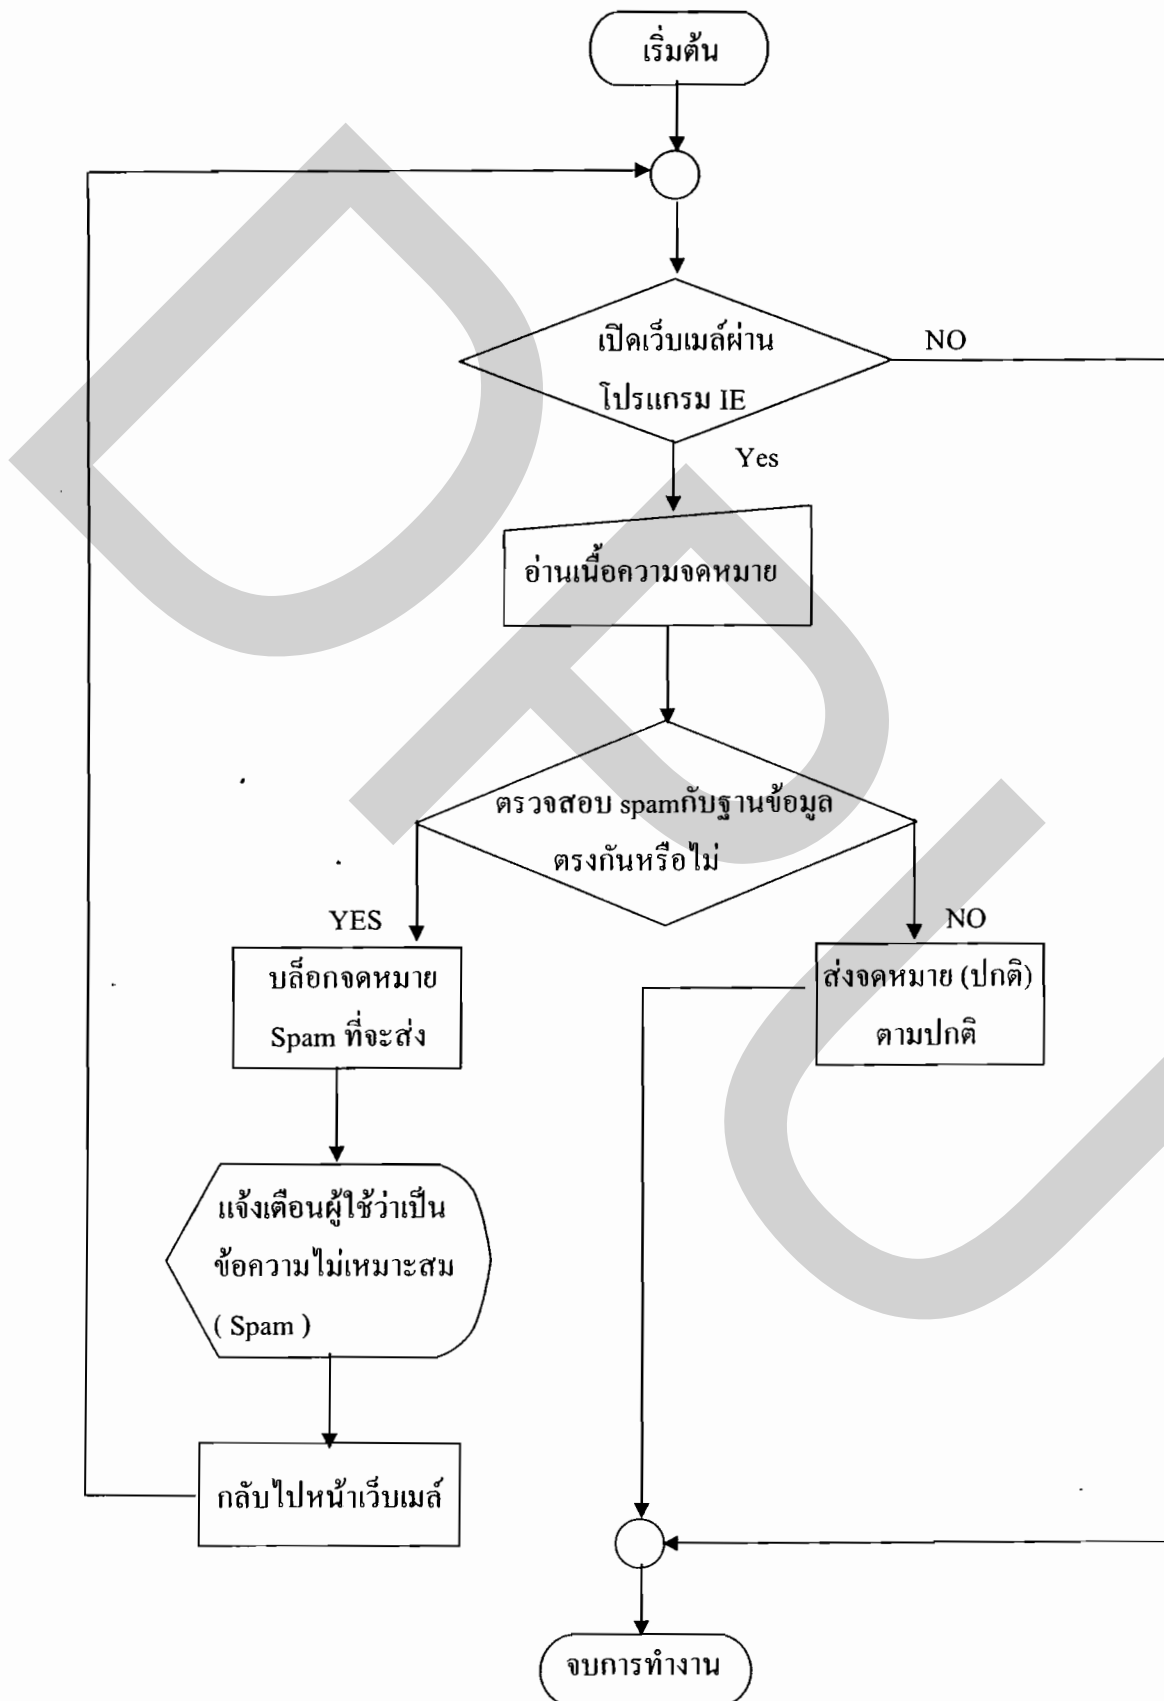 เริ่มต้น
เปิดเว็บเมล์ผ่าน
โปรแกรม IE
NO
Yes
อ่านเนื้อความจดหมาย
ตรวจสอบ spamกับฐานข้อมูล
ตรงกันหรือไม่
YES
NO
บล็อกจดหมาย
Spam ที่จะส่ง
ส่งจดหมาย (ปกติ)
ตามปกติ
แจ้งเตือนผู้ใช้ว่าเป็น
ข้อความไม่เหมาะสม
( Spam )
กลับไปหน้าเว็บเมล์
จบการทำงาน
DPU